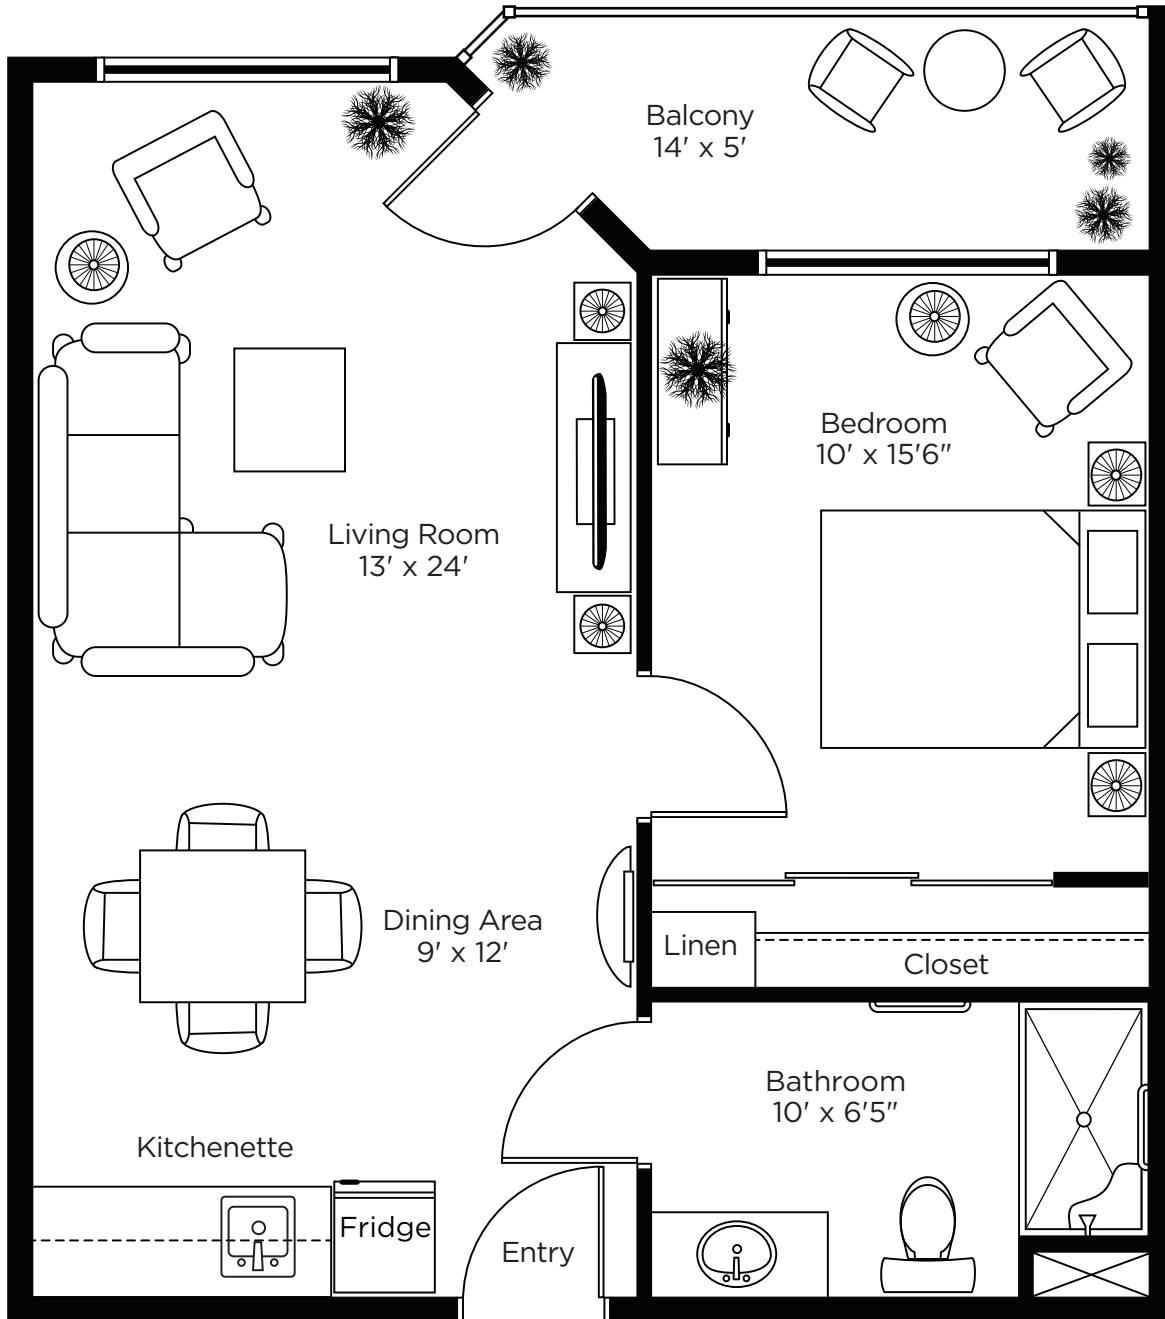 Balcony
14' x 5'
Bedroom
10' x 15'6"
Living Room
13' x 24'
Dining Area
9' x 12'
Linen
Closet
Bathroom
10' x 6'5"
Kitchenette
Fridge
Entry